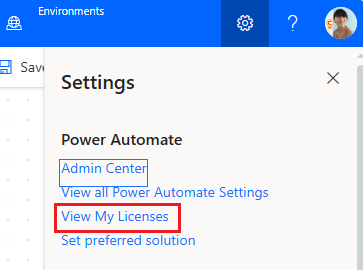 Environments
?
Save
Settings
Power Automate
Admin Center
View all Power Automate Settings
View My Licenses
Set preferred solution